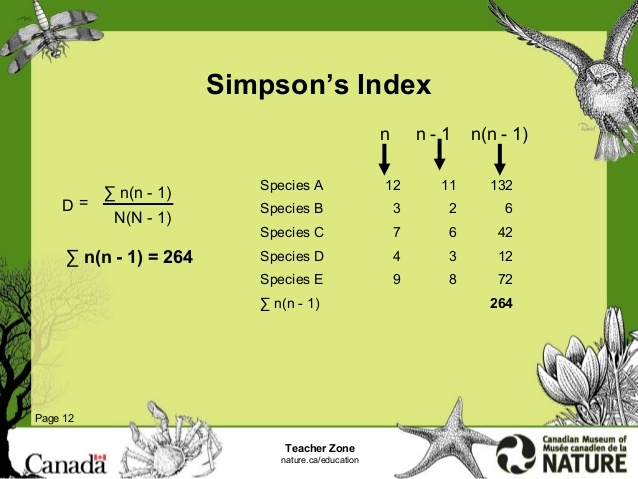 Simpson's Index
n n - 1 n(n - 1)
Species A 12 11 132
Species B 3 2 6
Species C 7 6 42
Species D 4 3 12
Species E 9 8 72
∑ n(n - 1) 264
D = ∑ n(n - 1)
N(N - 1)
∑ n(n - 1) = 264
Page 12
Canada
Teacher Zone
nature.ca/education
Canadian Museum of
Musée canadien de la
NATURE